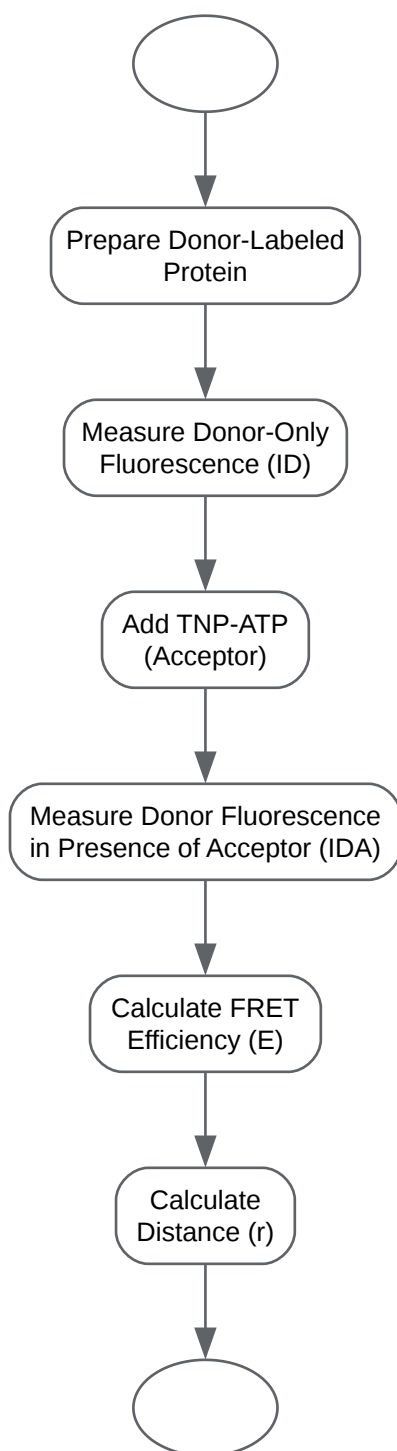 Prepare Donor-Labeled
Protein
Measure Donor-Only
Fluorescence (ID)
Add TNP-ATP
(Acceptor)
Measure Donor Fluorescence
in Presence of Acceptor (IDA)
Calculate FRET
Efficiency (E)
Calculate
Distance (r)